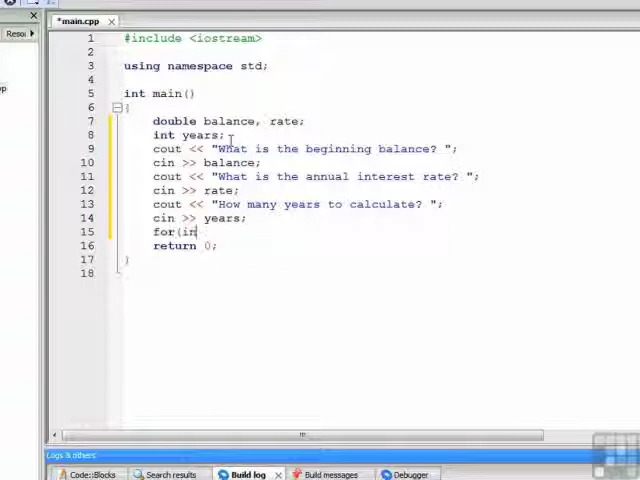 *main.cpp
Resou
1 #include <iostream>
2
3 using namespace std;
4
5 int main()
6 {
7 double balance, rate;
8 int years;
9 cout << "What is the beginning balance? ";
10 cin >> balance;
11 cout << "What is the annual interest rate? ";
12 cin >> rate;
13 cout << "How many years to calculate? ";
14 cin >> years;
15 for(in
16 return 0;
17 }
18
Logs & others
Code::Blocks Search results Build log Build messages Debugger